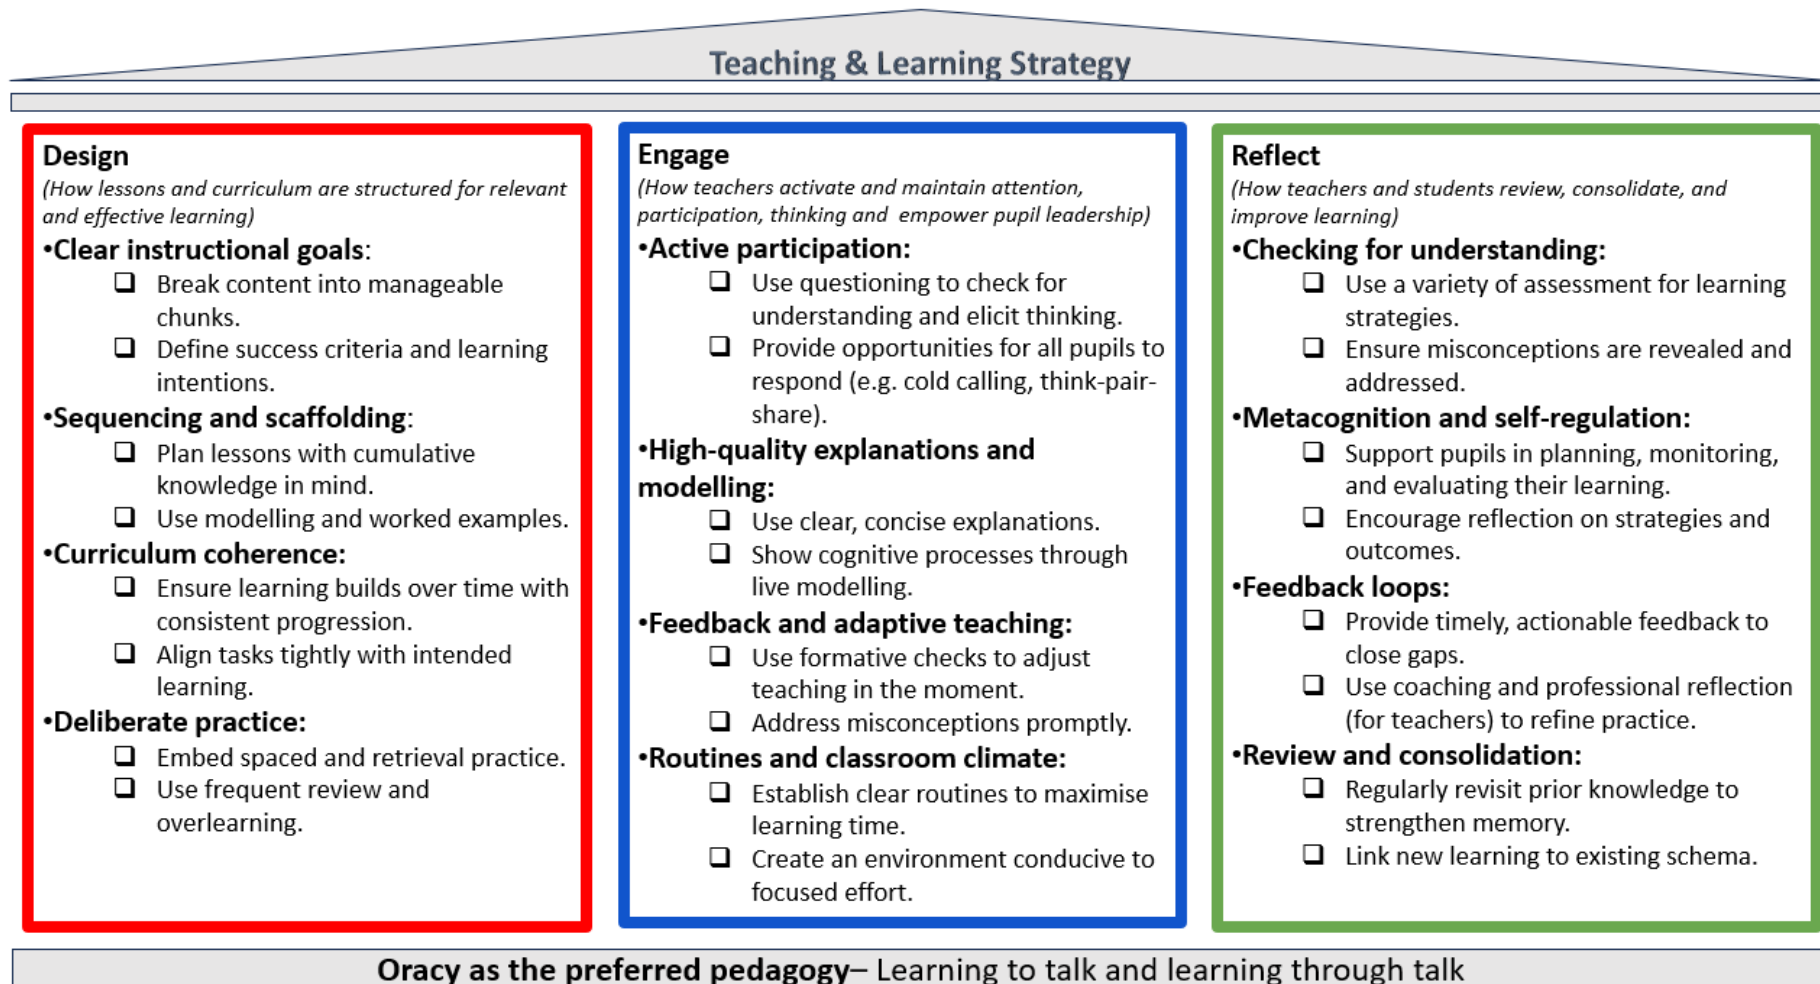 Teaching & Learning Strategy
Design
(How lessons and curriculum are structured for relevant
and effective learning)
•Clear instructional goals:
❑ Break content into manageable
chunks.
❑ Define success criteria and learning
intentions.
•Sequencing and scaffolding:
❑ Plan lessons with cumulative
knowledge in mind.
❑ Use modelling and worked examples.
•Curriculum coherence:
❑ Ensure learning builds over time with
consistent progression.
❑ Align tasks tightly with intended
learning.
•Deliberate practice:
❑ Embed spaced and retrieval practice.
❑ Use frequent review and
overlearning.
Engage
(How teachers activate and maintain attention,
participation, thinking and  empower pupil leadership)
•Active participation:
❑ Use questioning to check for
understanding and elicit thinking.
❑ Provide opportunities for all pupils to
respond (e.g. cold calling, think-pair-
share).
•High-quality explanations and
modelling:
❑ Use clear, concise explanations.
❑ Show cognitive processes through
live modelling.
•Feedback and adaptive teaching:
❑ Use formative checks to adjust
teaching in the moment.
❑ Address misconceptions promptly.
•Routines and classroom climate:
❑ Establish clear routines to maximise
learning time.
❑ Create an environment conducive to
focused effort.
Reflect
(How teachers and students review, consolidate, and
improve learning)
•Checking for understanding:
❑ Use a variety of assessment for learning
strategies.
❑ Ensure misconceptions are revealed and
addressed.
•Metacognition and self-regulation:
❑ Support pupils in planning, monitoring,
and evaluating their learning.
❑ Encourage reflection on strategies and
outcomes.
•Feedback loops:
❑ Provide timely, actionable feedback to
close gaps.
❑ Use coaching and professional reflection
(for teachers) to refine practice.
•Review and consolidation:
❑ Regularly revisit prior knowledge to
strengthen memory.
❑ Link new learning to existing schema.
Oracy as the preferred pedagogy– Learning to talk and learning through talk